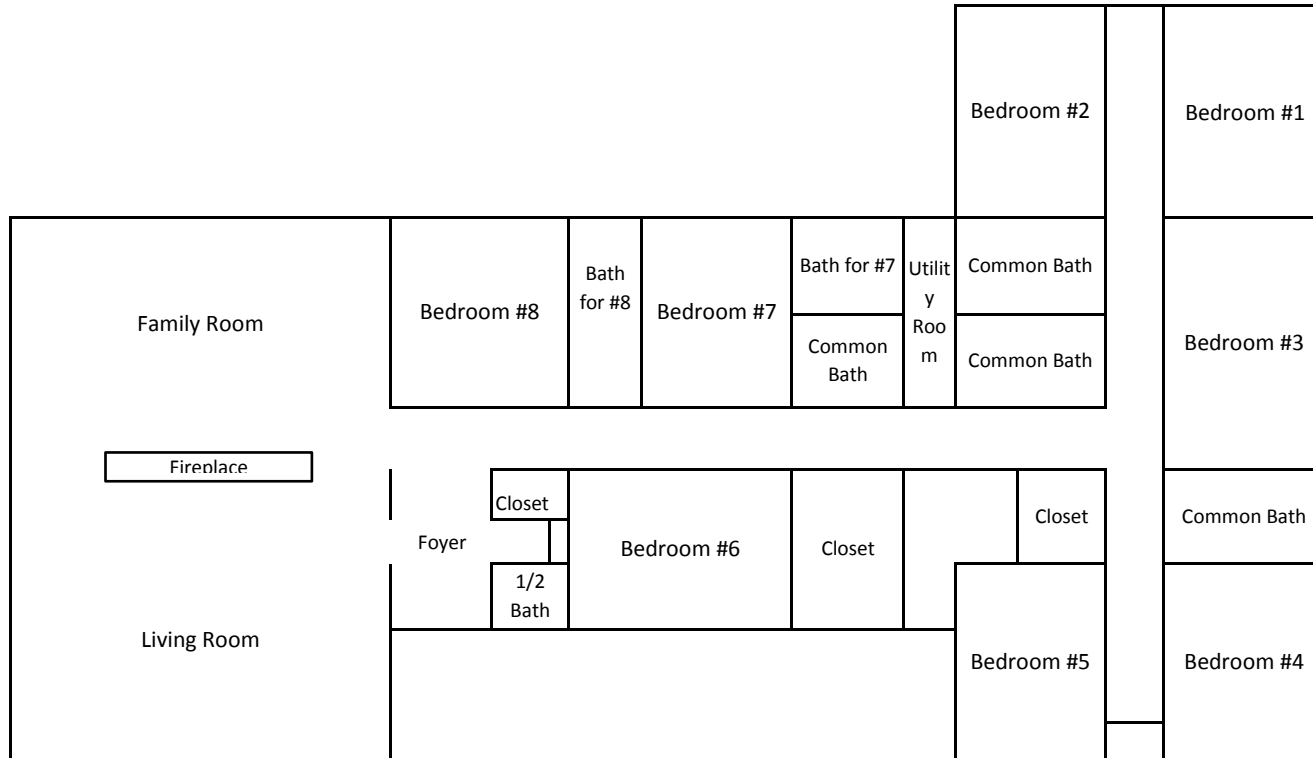 Bedroom #2
Bedroom #1
Family Room
Bedroom #8
Bath
for #8
Bedroom #7
Bath for #7
Common
Bath
Utilit
y
Roo
m
Common Bath
Common Bath
Bedroom #3
Fireplace
Closet
Foyer
1/2
Bath
Bedroom #6
Closet
Closet
Common Bath
Living Room
Bedroom #5
Bedroom #4